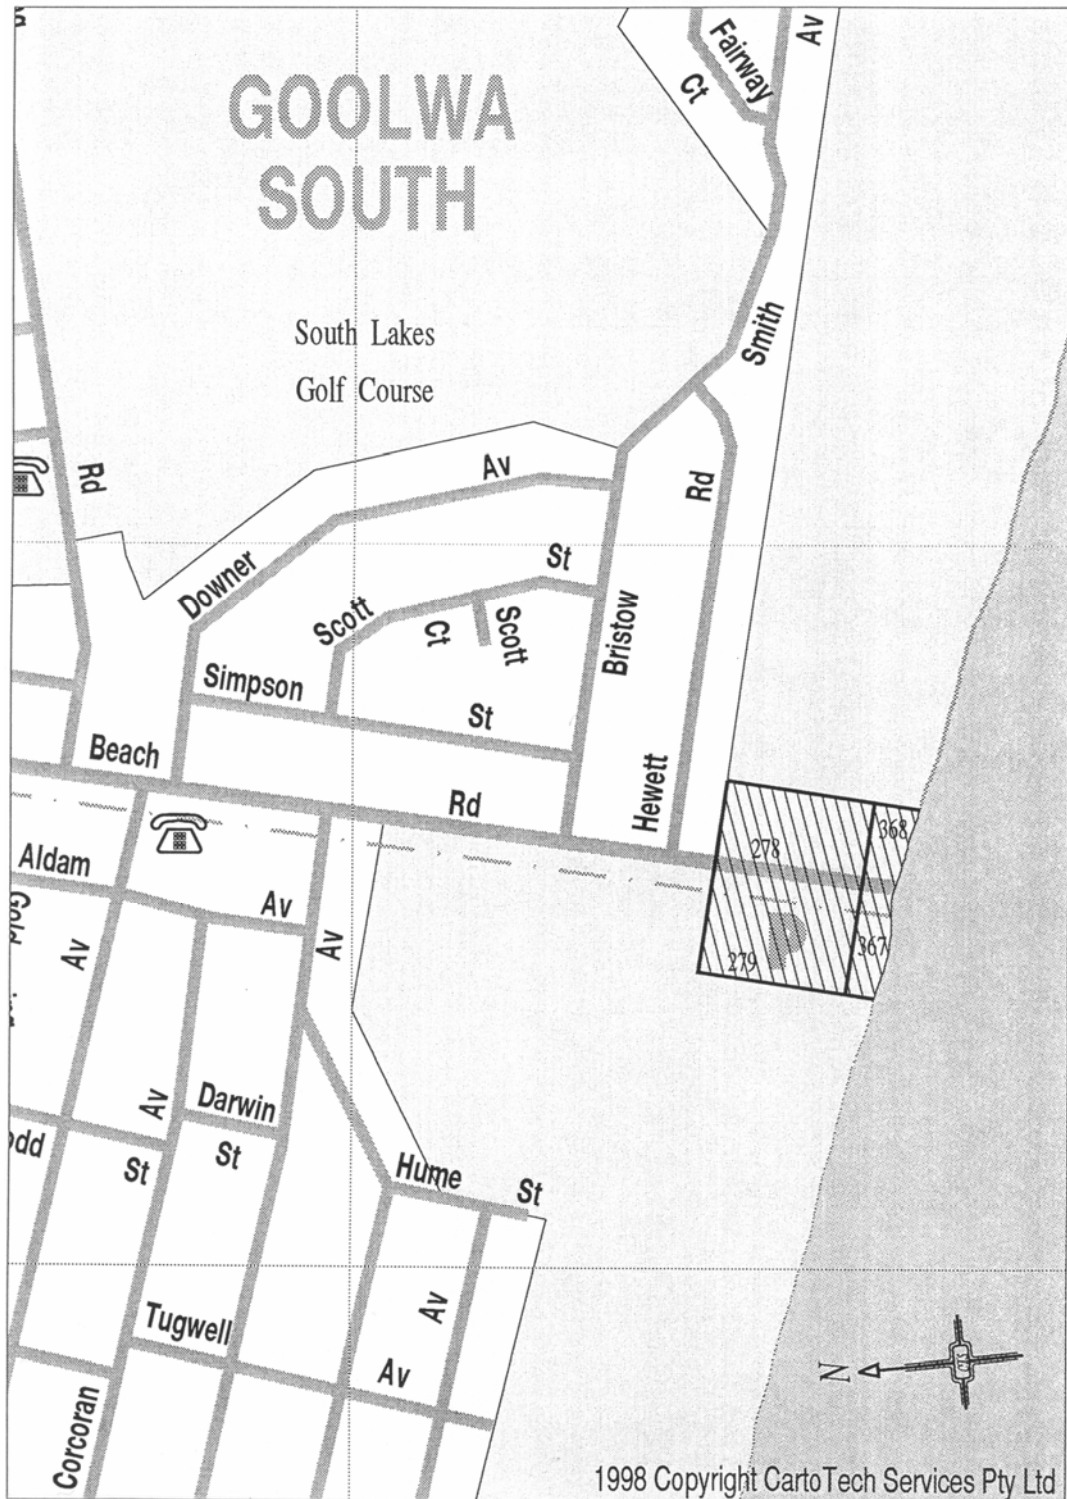 Fairway
Ct
Av
GOOLWA
SOUTH
South Lakes
Golf Course
Smith
Rd
Av
Rd
Downer
St
Scott
Ct
Scott
Bristow
Simpson
St
Beach
Rd
Hewett
278
368
Aldam
Av
Av
Av
279
367
P
Av
Darwin
St
St
Hume
St
Av
Tugwell
Av
Corcoran
N
1998 Copyright CartoTech Services Pty Ltd